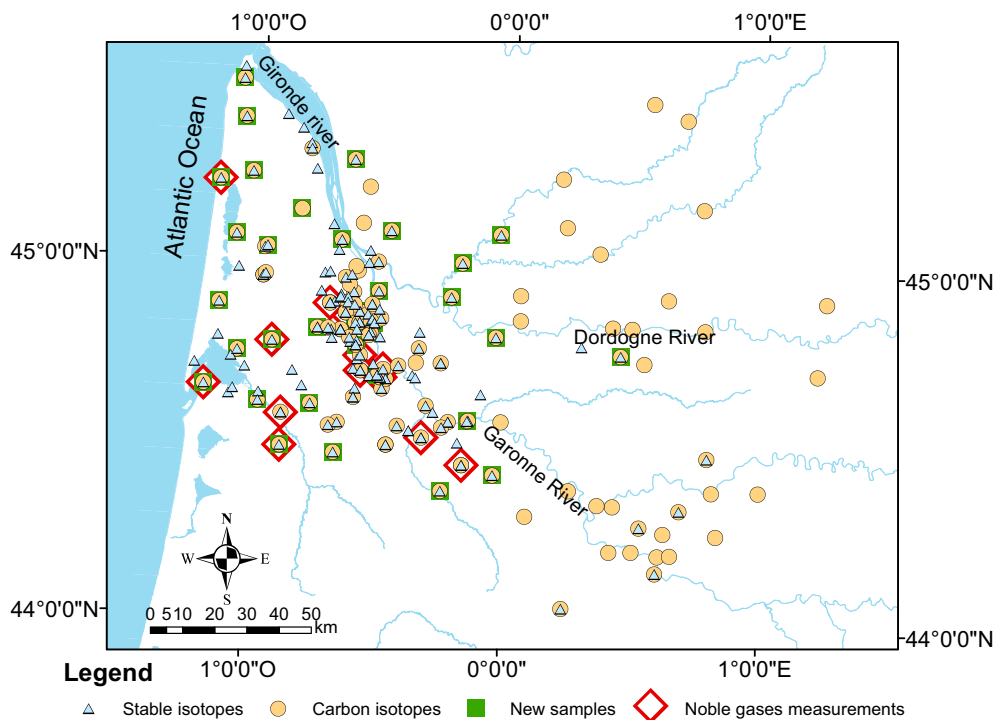 1°0'0"O 0°0'0" 1°0'0"E
Gironde river
Atlantic Ocean
45°0'0"N
45°0'0"N
Dordogne River
Garonne River
N
W E
S
44°0'0"N
44°0'0"N
0 5 10 20 30 40 50
km
1°0'0"O 0°0'0" 1°0'0"E
Legend
Stable isotopes Carbon isotopes New samples Noble gases measurements